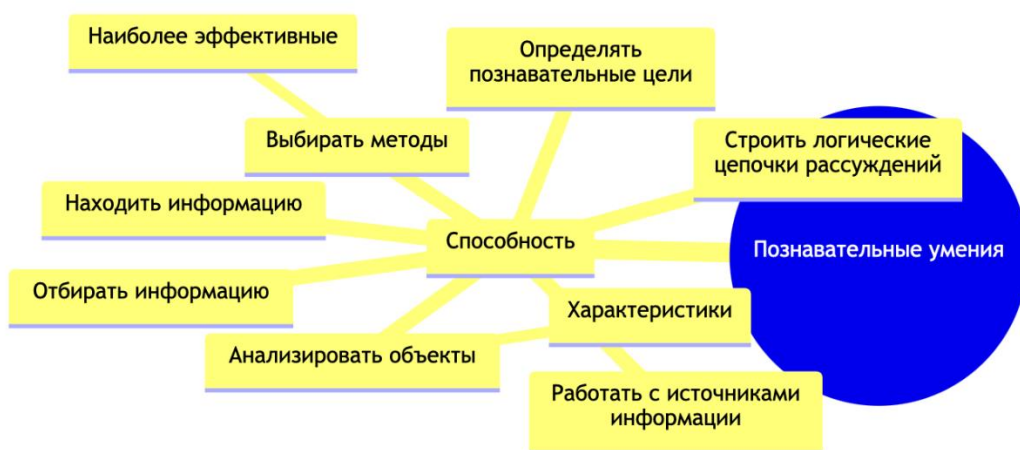 Наиболее эффективные
Определять
познавательные цели
Выбирать методы
Строить логические
цепочки рассуждений
Находить информацию
Способность
Познавательные умения
Отбирать информацию
Характеристики
Анализировать объекты
Работать с источниками
информации